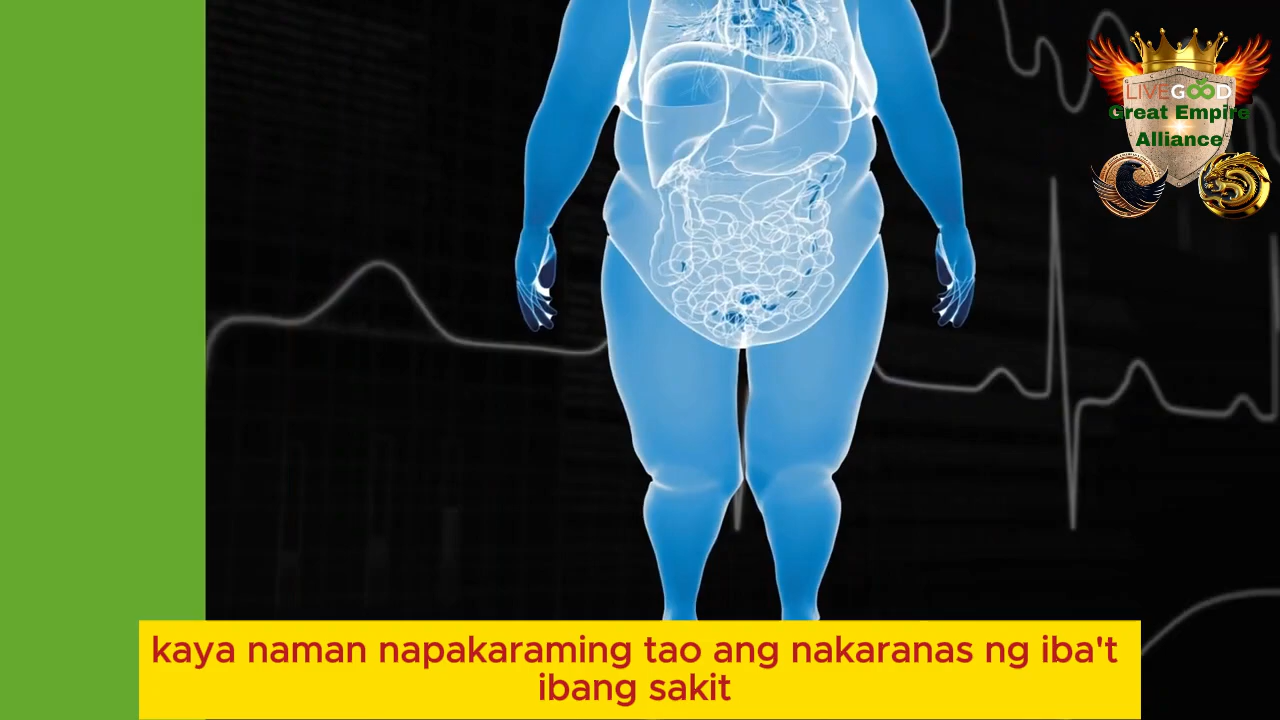 LIVEGOOD
Great Empire
Alliance
kaya naman napakaraming tao ang nakaranas ng iba't
ibang sakit